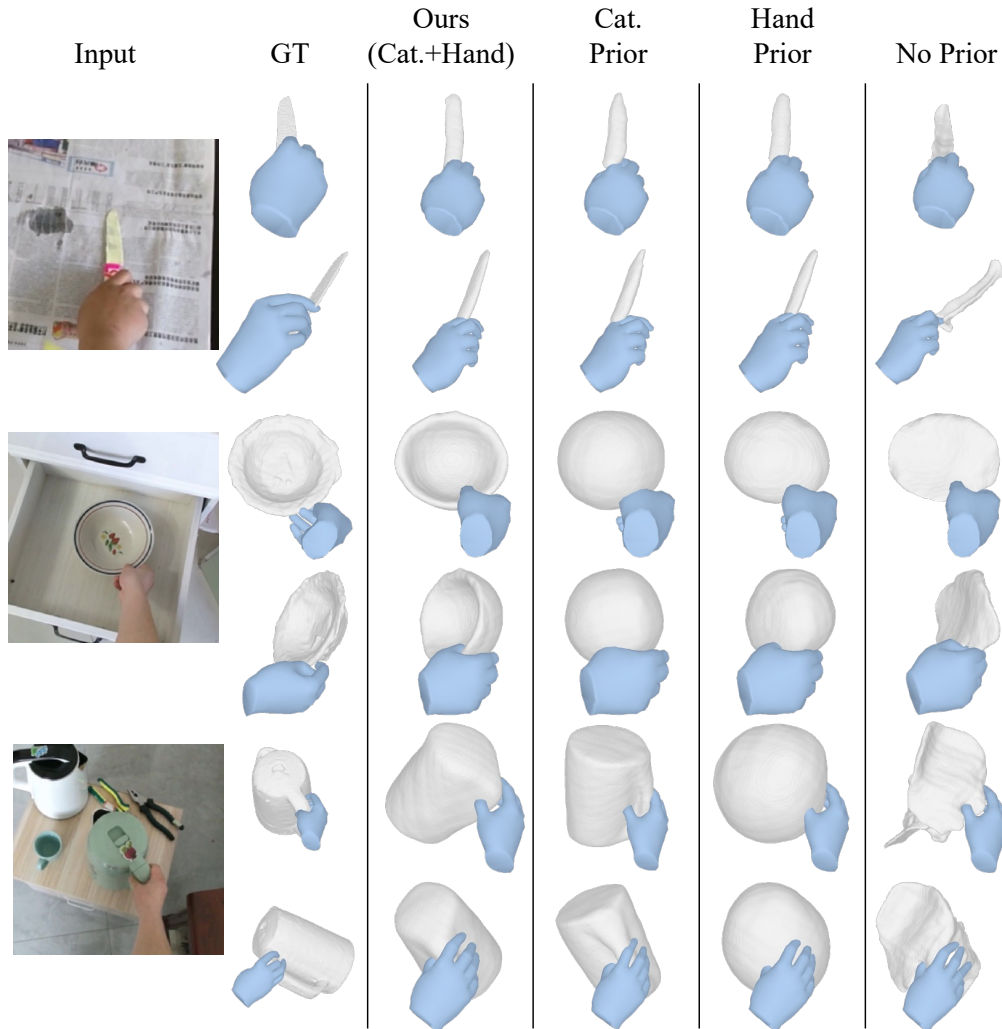 Input
GT
Ours
(Cat.+Hand)
Cat.
Prior
Hand
Prior
No Prior